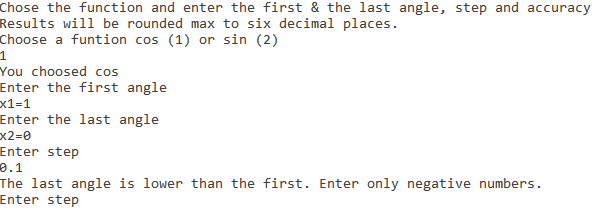 Chose the function and enter the first & the last angle, step and accuracy
Results will be rounded max to six decimal places.
Choose a funtion cos (1) or sin (2)
1
You choosed cos
Enter the first angle
x1=1
Enter the last angle
x2=0
Enter step
0.1
The last angle is lower than the first. Enter only negative numbers.
Enter step